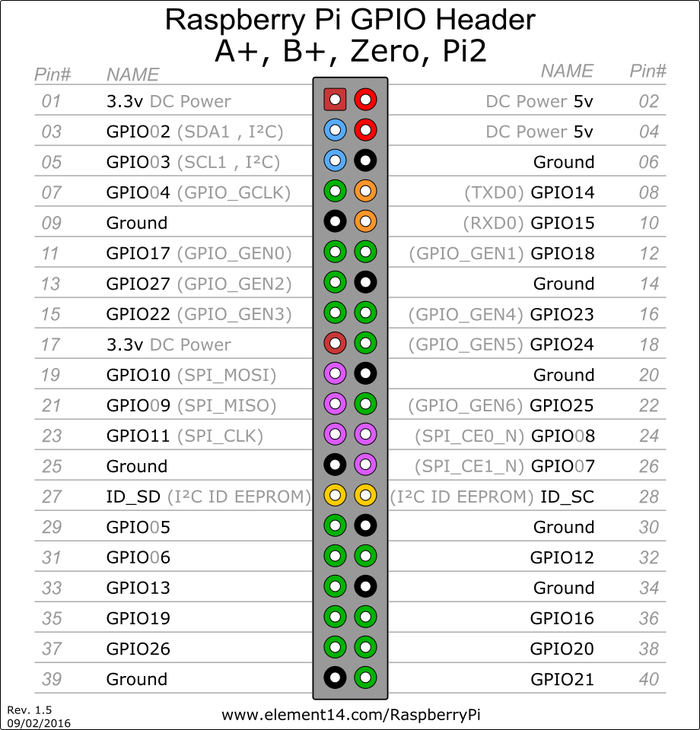 Raspberry Pi GPIO Header
A+, B+, Zero, Pi2
Pin# NAME NAME Pin#
01 3.3v DC Power DC Power 5v 02
03 GPIO02 (SDA1 , I²C) DC Power 5v 04
05 GPIO03 (SCL1 , I²C) Ground 06
07 GPIO04 (GPIO_GCLK) (TXD0) GPIO14 08
09 Ground (RXD0) GPIO15 10
11 GPIO17 (GPIO_GEN0) (GPIO_GEN1) GPIO18 12
13 GPIO27 (GPIO_GEN2) Ground 14
15 GPIO22 (GPIO_GEN3) (GPIO_GEN4) GPIO23 16
17 3.3v DC Power (GPIO_GEN5) GPIO24 18
19 GPIO10 (SPI_MOSI) Ground 20
21 GPIO09 (SPI_MISO) (GPIO_GEN6) GPIO25 22
23 GPIO11 (SPI_CLK) (SPI_CE0_N) GPIO08 24
25 Ground (SPI_CE1_N) GPIO07 26
27 ID_SD (I²C ID EEPROM) (I²C ID EEPROM) ID_SC 28
29 GPIO05 Ground 30
31 GPIO06 GPIO12 32
33 GPIO13 Ground 34
35 GPIO19 GPIO16 36
37 GPIO26 GPIO20 38
39 Ground GPIO21 40
Rev. 1.5
09/02/2016
www.element14.com/RaspberryPi